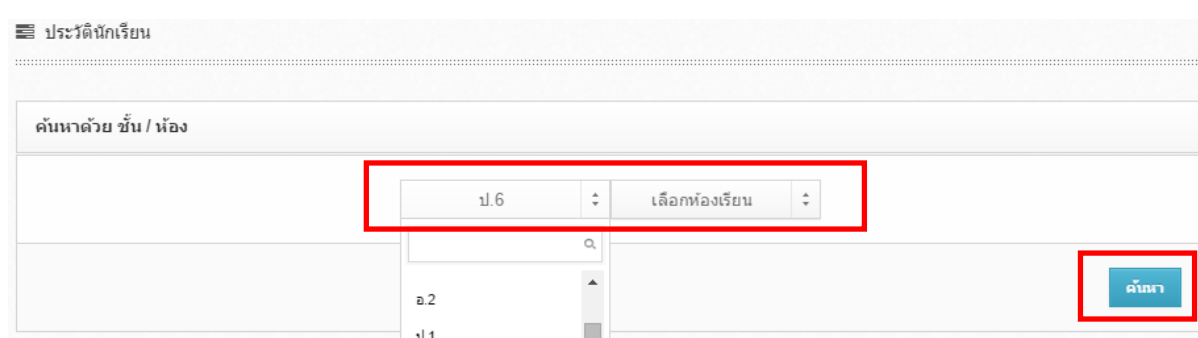 ประวัตินักเรียน
ค้นหาด้วย ชั้น / ห้อง
ป.6 เลือกห้องเรียน
อ.2
ค้นหา
ป.1